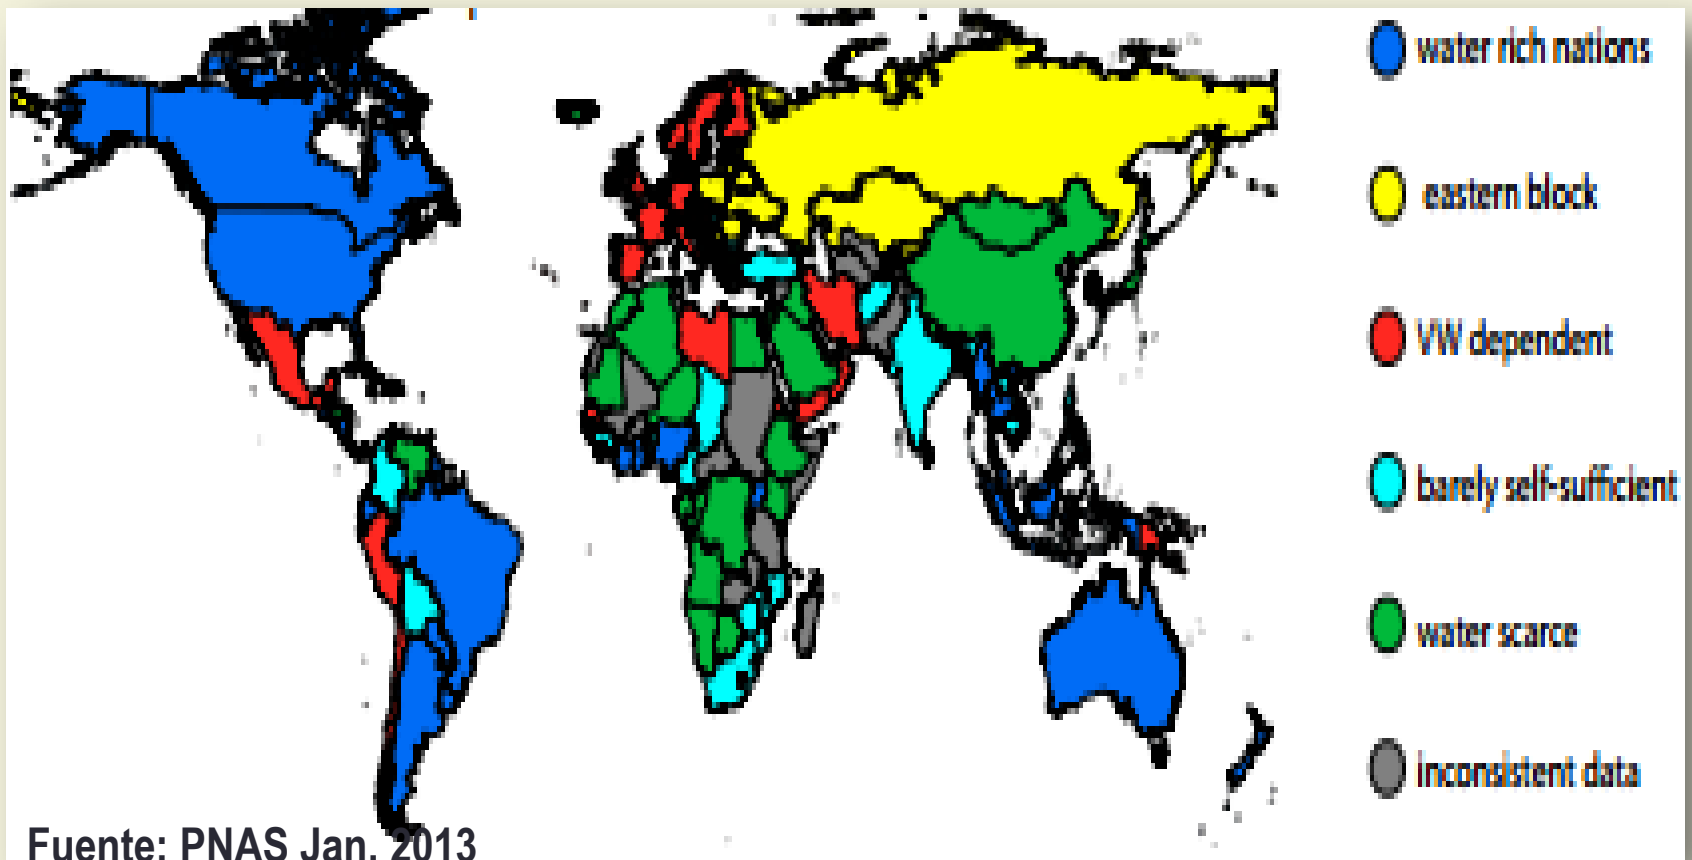 water rich nations
eastern block
VW dependent
barely self-sufficient
water scarce
inconsistent data
Fuente: PNAS Jan. 2013